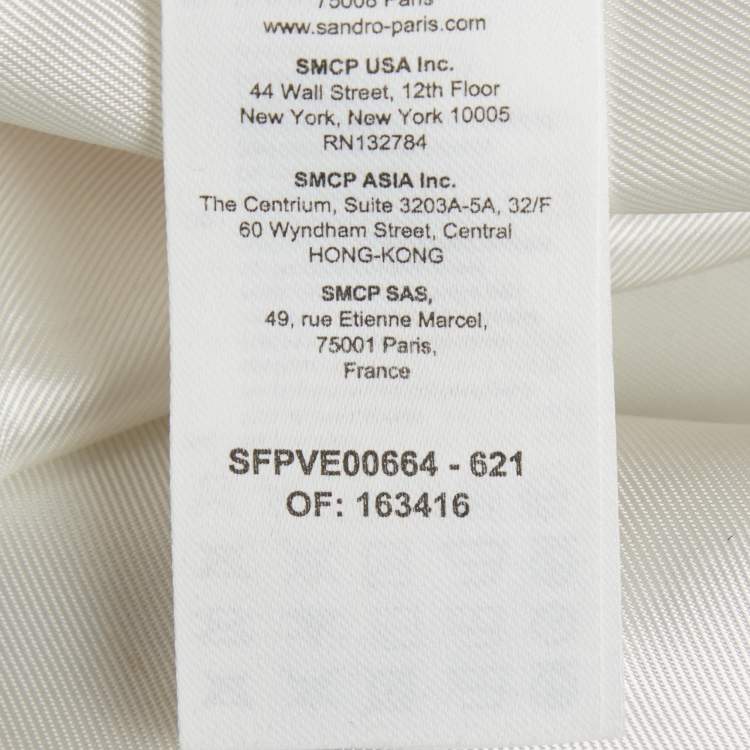 75008 Paris
www.sandro-paris.com
SMCP USA Inc.
44 Wall Street, 12th Floor
New York, New York 10005
RN132784
SMCP ASIA Inc.
The Centrium, Suite 3203A-5A, 32/F
60 Wyndham Street, Central
HONG-KONG
SMCP SAS,
49, rue Etienne Marcel,
75001 Paris,
France
SFPVE00664 - 621
OF: 163416